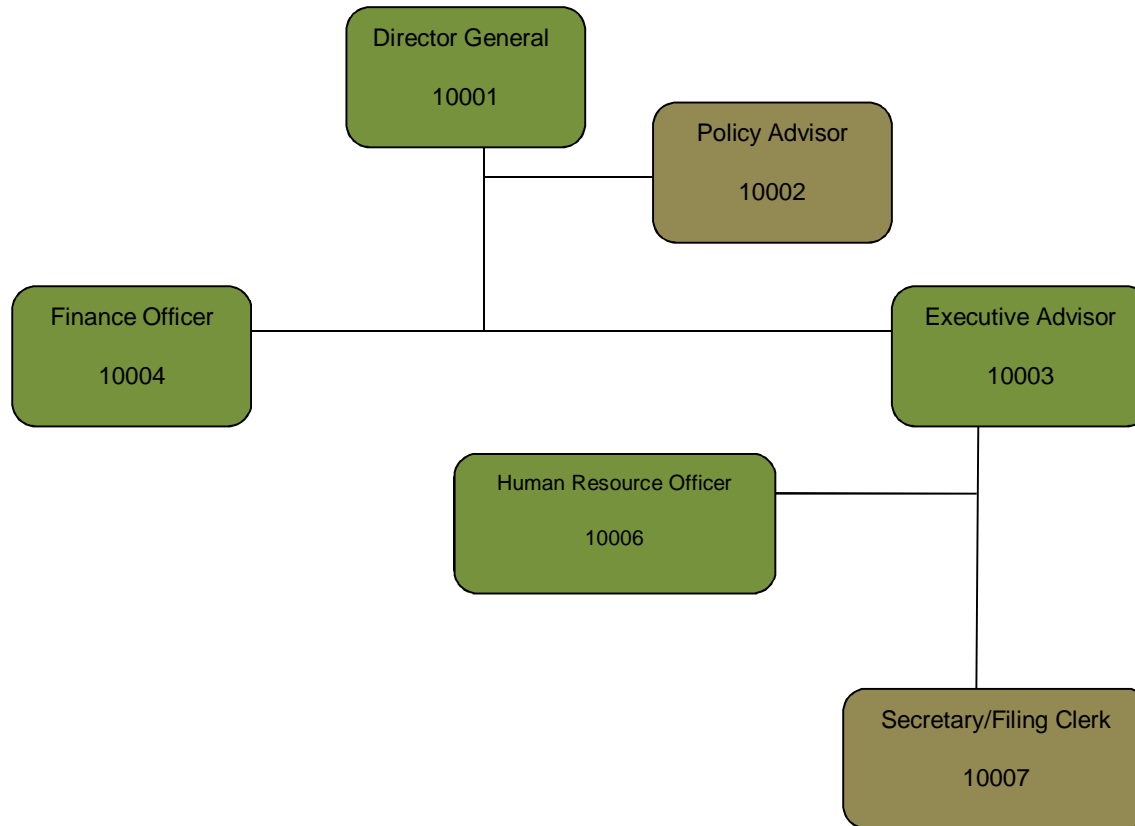 Director General
10001
Policy Advisor
10002
Finance Officer
10004
Executive Advisor
10003
Human Resource Officer
10006
Secretary/Filing Clerk
10007